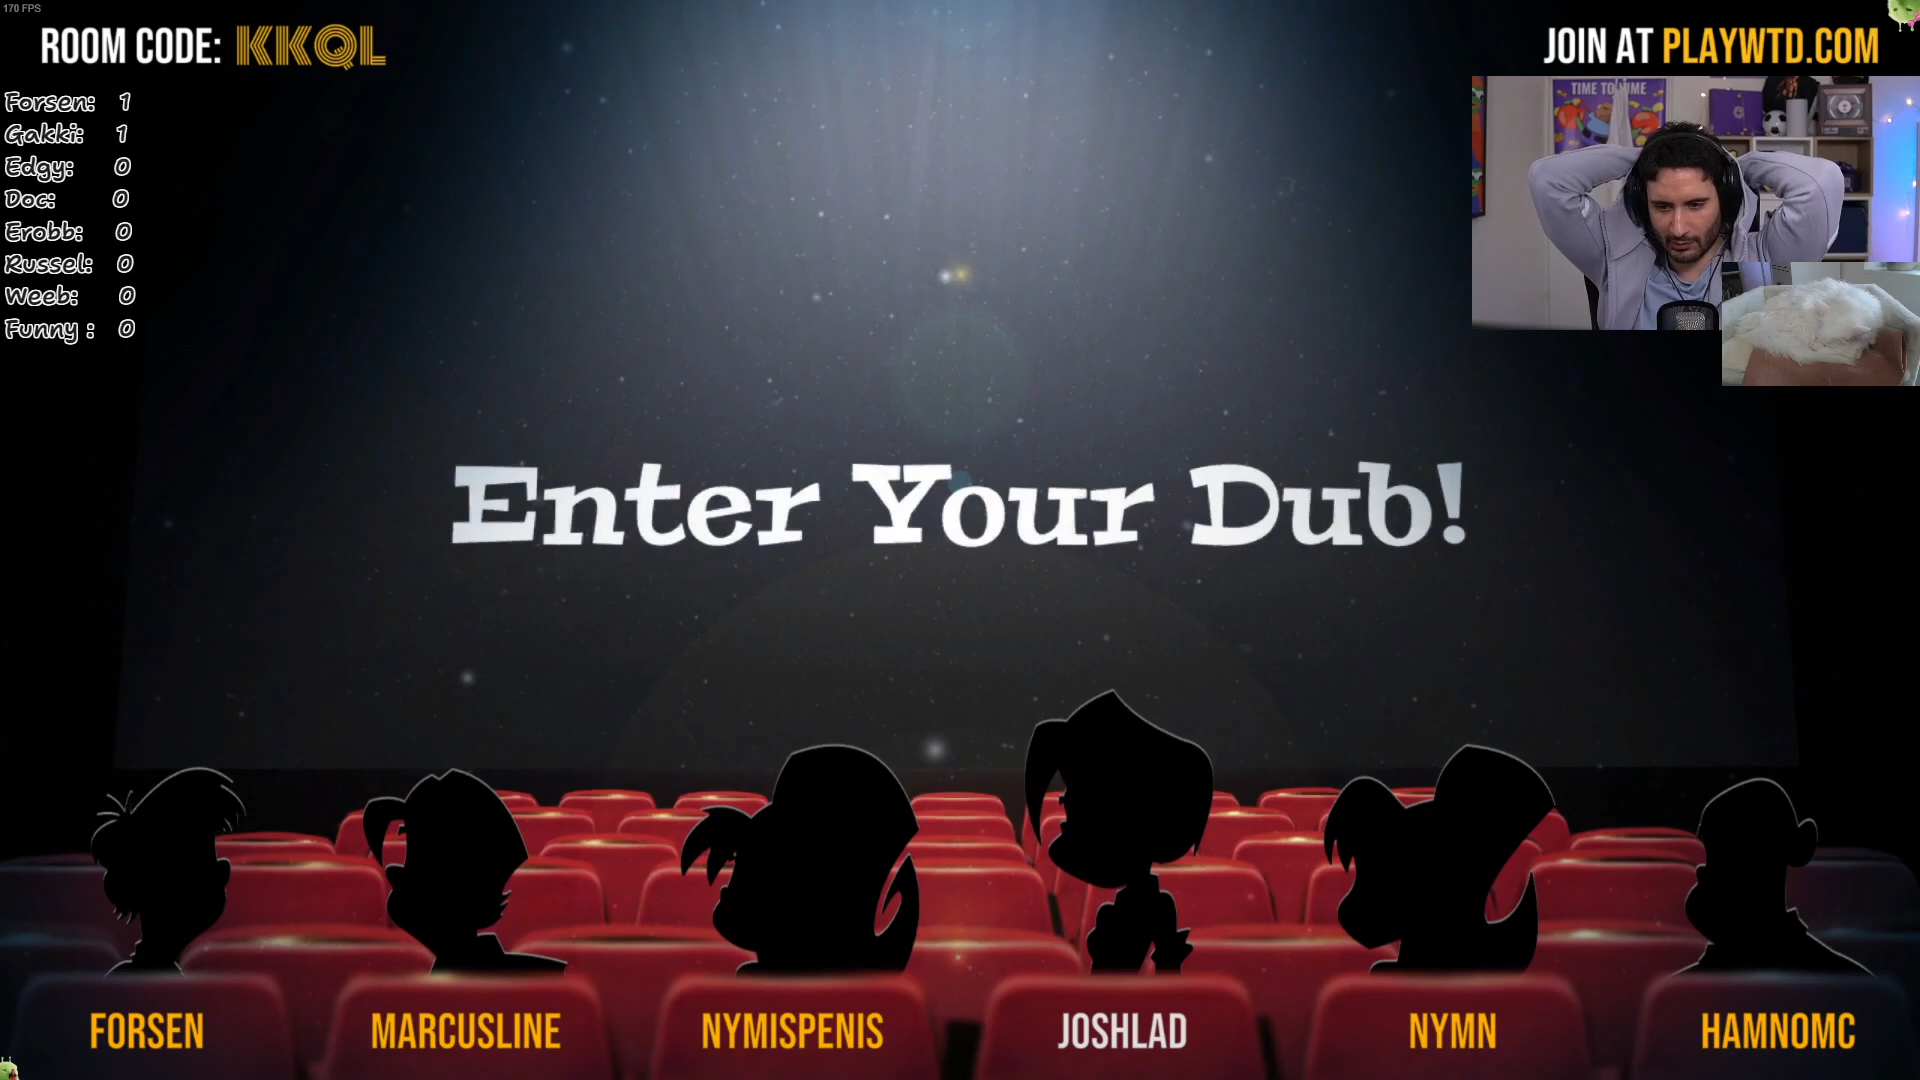 170 FPS
ROOM CODE: KKQL
JOIN AT PLAYWTD.COM
Forsen: 1
Gakki: 1
Edgy: 0
Doc: 0
Erobb: 0
Russel: 0
Weeb: 0
Funny : 0
Enter Your Dub!
FORSEN
MARCUSLINE
NYMISPENIS
JOSHLAD
NYMN
HAMNOMC